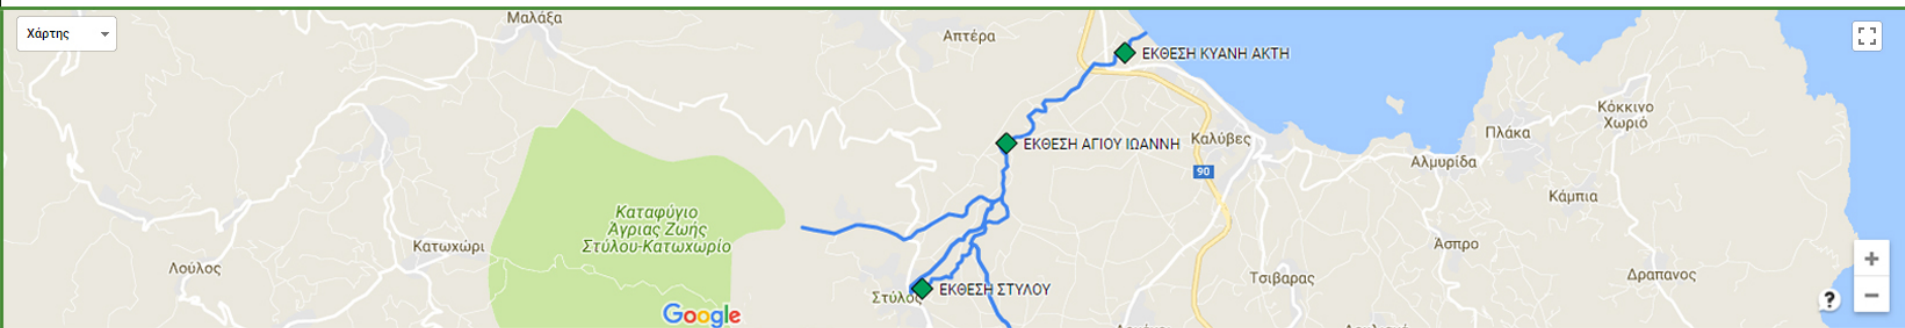 Μαλάξα
Χάρτης
Απτέρα
ΕΚΘΕΣΗ ΚΥΑΝΗ ΑΚΤΗ
Κόκκινο
Χωριό
Πλάκα
Καλύβες
ΕΚΘΕΣΗ ΑΓΙΟΥ ΙΩΑΝΝΗ
Αλμυρίδα
90
Κάμπια
Καταφύγιο
Άγριας Ζωής
Στύλου-Κατωχωρίο
Κατωχώρι
Άσπρο
Λούλος
Τσιβαρας
Δραπανος
ΕΚΘΕΣΗ ΣΤΥΛΟΥ
Στύλος
Google
+
?
−